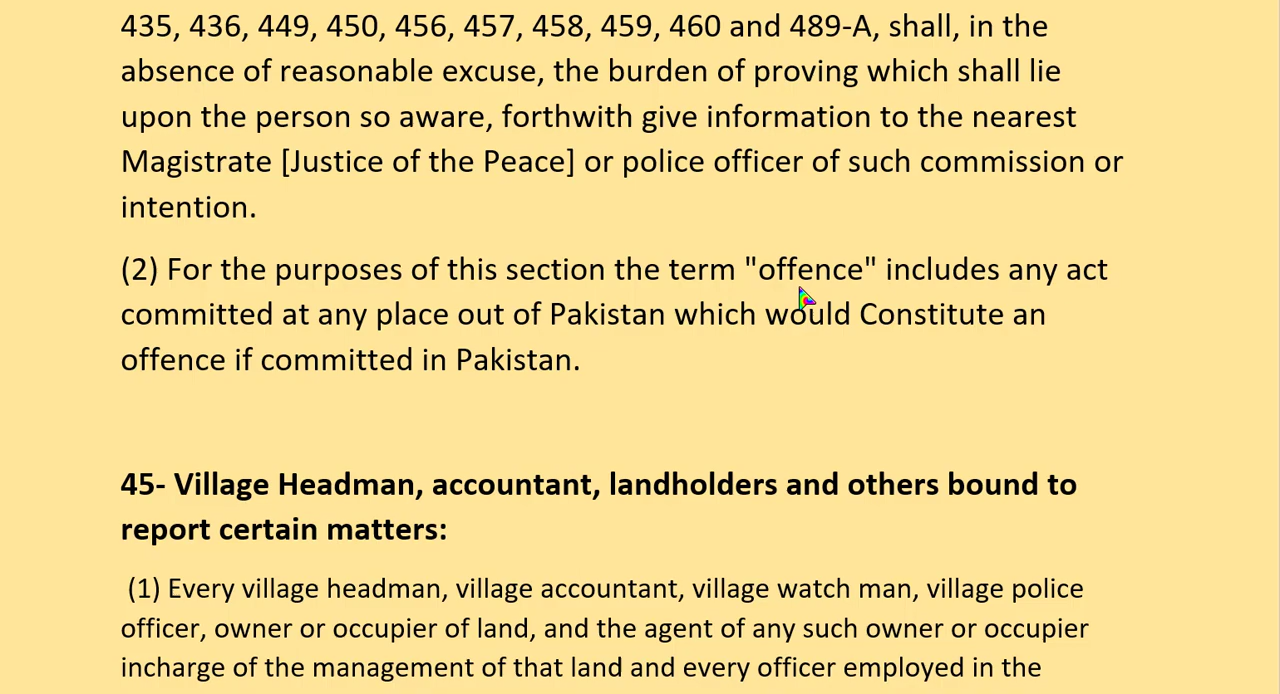 435, 436, 449, 450, 456, 457, 458, 459, 460 and 489-A, shall, in the
absence of reasonable excuse, the burden of proving which shall lie
upon the person so aware, forthwith give information to the nearest
Magistrate [Justice of the Peace] or police officer of such commission or
intention.
(2) For the purposes of this section the term "offence" includes any act
committed at any place out of Pakistan which would Constitute an
offence if committed in Pakistan.
45- Village Headman, accountant, landholders and others bound to
report certain matters:
(1) Every village headman, village accountant, village watch man, village police
officer, owner or occupier of land, and the agent of any such owner or occupier
incharge of the management of that land and every officer employed in the